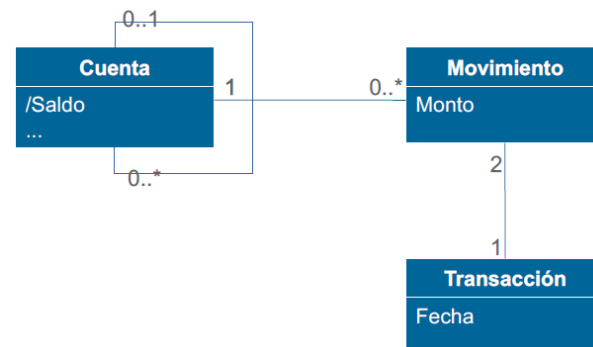 0..1
Cuenta
/Saldo
...
1
0..*
0..*
Movimiento
Monto
2
1
Transacción
Fecha